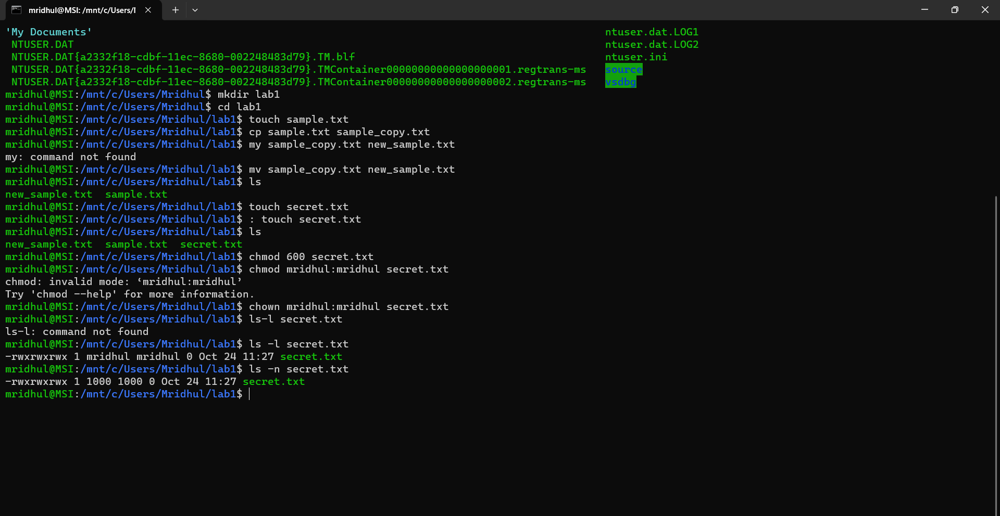 mridhul@MSI: /mnt/c/Users/I
'My Documents' ntuser.dat.LOG1
NTUSER.DAT ntuser.dat.LOG2
NTUSER.DAT{a2332f18-cdbf-11ec-8680-002248483d79}.TM.blf ntuser.ini
NTUSER.DAT{a2332f18-cdbf-11ec-8680-002248483d79}.TMContainer00000000000000000001.regtrans-ms source
NTUSER.DAT{a2332f18-cdbf-11ec-8680-002248483d79}.TMContainer00000000000000000002.regtrans-ms vsdbg
mridhul@MSI:/mnt/c/Users/Mridhul$ mkdir lab1
mridhul@MSI:/mnt/c/Users/Mridhul$ cd lab1
mridhul@MSI:/mnt/c/Users/Mridhul/lab1$ touch sample.txt
mridhul@MSI:/mnt/c/Users/Mridhul/lab1$ cp sample.txt sample_copy.txt
mridhul@MSI:/mnt/c/Users/Mridhul/lab1$ my sample_copy.txt new_sample.txt
my: command not found
mridhul@MSI:/mnt/c/Users/Mridhul/lab1$ mv sample_copy.txt new_sample.txt
mridhul@MSI:/mnt/c/Users/Mridhul/lab1$ ls
new_sample.txt sample.txt
mridhul@MSI:/mnt/c/Users/Mridhul/lab1$ touch secret.txt
mridhul@MSI:/mnt/c/Users/Mridhul/lab1$ : touch secret.txt
mridhul@MSI:/mnt/c/Users/Mridhul/lab1$ ls
new_sample.txt sample.txt secret.txt
mridhul@MSI:/mnt/c/Users/Mridhul/lab1$ chmod 600 secret.txt
mridhul@MSI:/mnt/c/Users/Mridhul/lab1$ chmod mridhul:mridhul secret.txt
chmod: invalid mode: ‘mridhul:mridhul’
Try 'chmod --help' for more information.
mridhul@MSI:/mnt/c/Users/Mridhul/lab1$ chown mridhul:mridhul secret.txt
mridhul@MSI:/mnt/c/Users/Mridhul/lab1$ ls-l secret.txt
ls-l: command not found
mridhul@MSI:/mnt/c/Users/Mridhul/lab1$ ls -l secret.txt
-rwxrwxrwx 1 mridhul mridhul 0 Oct 24 11:27 secret.txt
mridhul@MSI:/mnt/c/Users/Mridhul/lab1$ ls -n secret.txt
-rwxrwxrwx 1 1000 1000 0 Oct 24 11:27 secret.txt
mridhul@MSI:/mnt/c/Users/Mridhul/lab1$